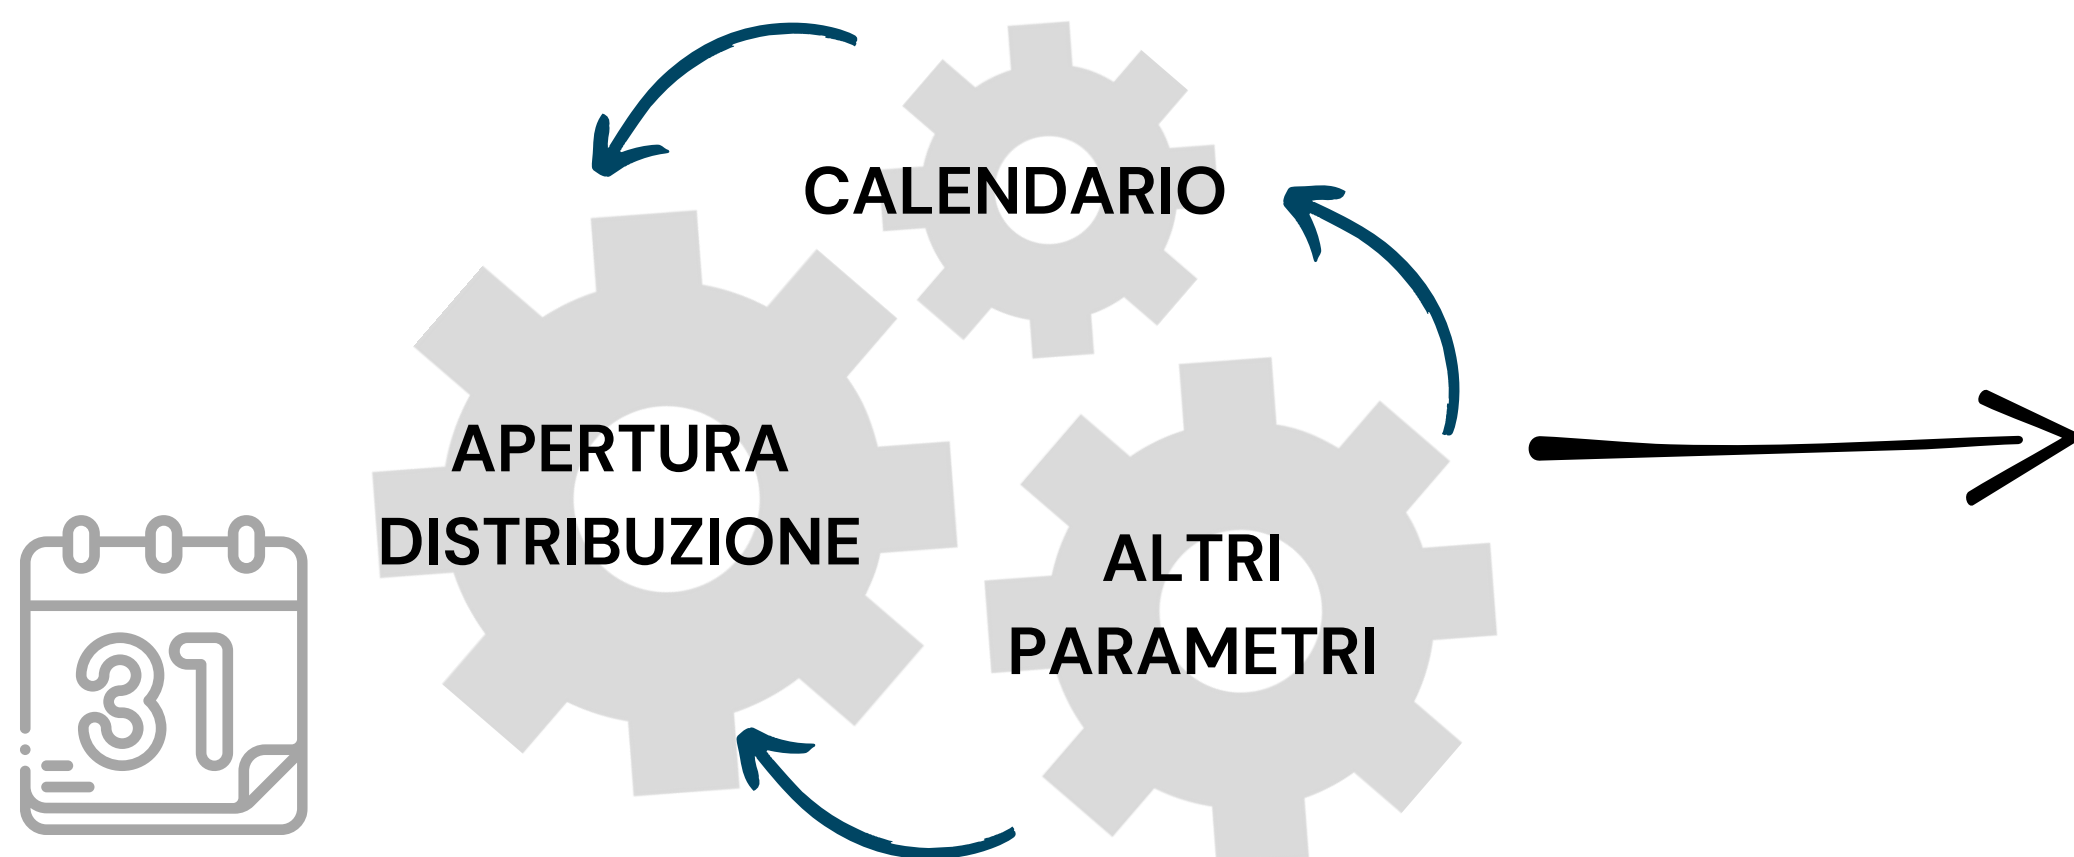 CALENDARIO
APERTURA
DISTRIBUZIONE
ALTRI
PARAMETRI
31